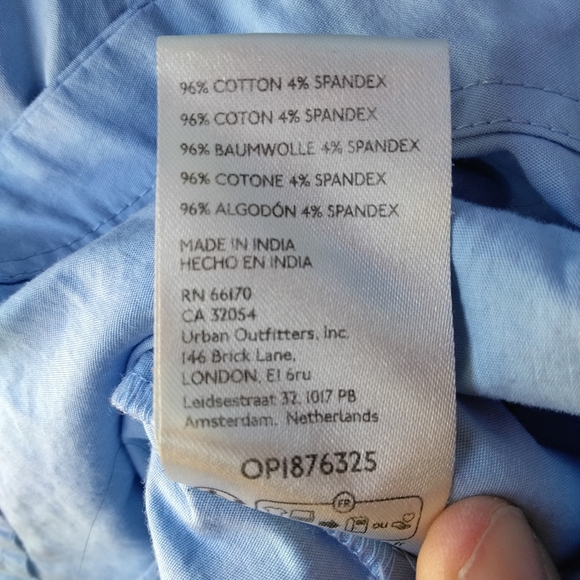 96% COTTON 4% SPANDEX
96% COTON 4% SPANDEX
96% BAUMWOLLE 4% SPANDEX
96% COTONE 4% SPANDEX
96% ALGODÓN 4% SPANDEX
MADE IN INDIA
HECHO EN INDIA
RN 66170
CA 32054
Urban Outfitters, Inc.
146 Brick Lane,
LONDON, E1 6ru
Leidsestraat 32, 1017 PB
Amsterdam, Netherlands
OP1876325
FR
ou